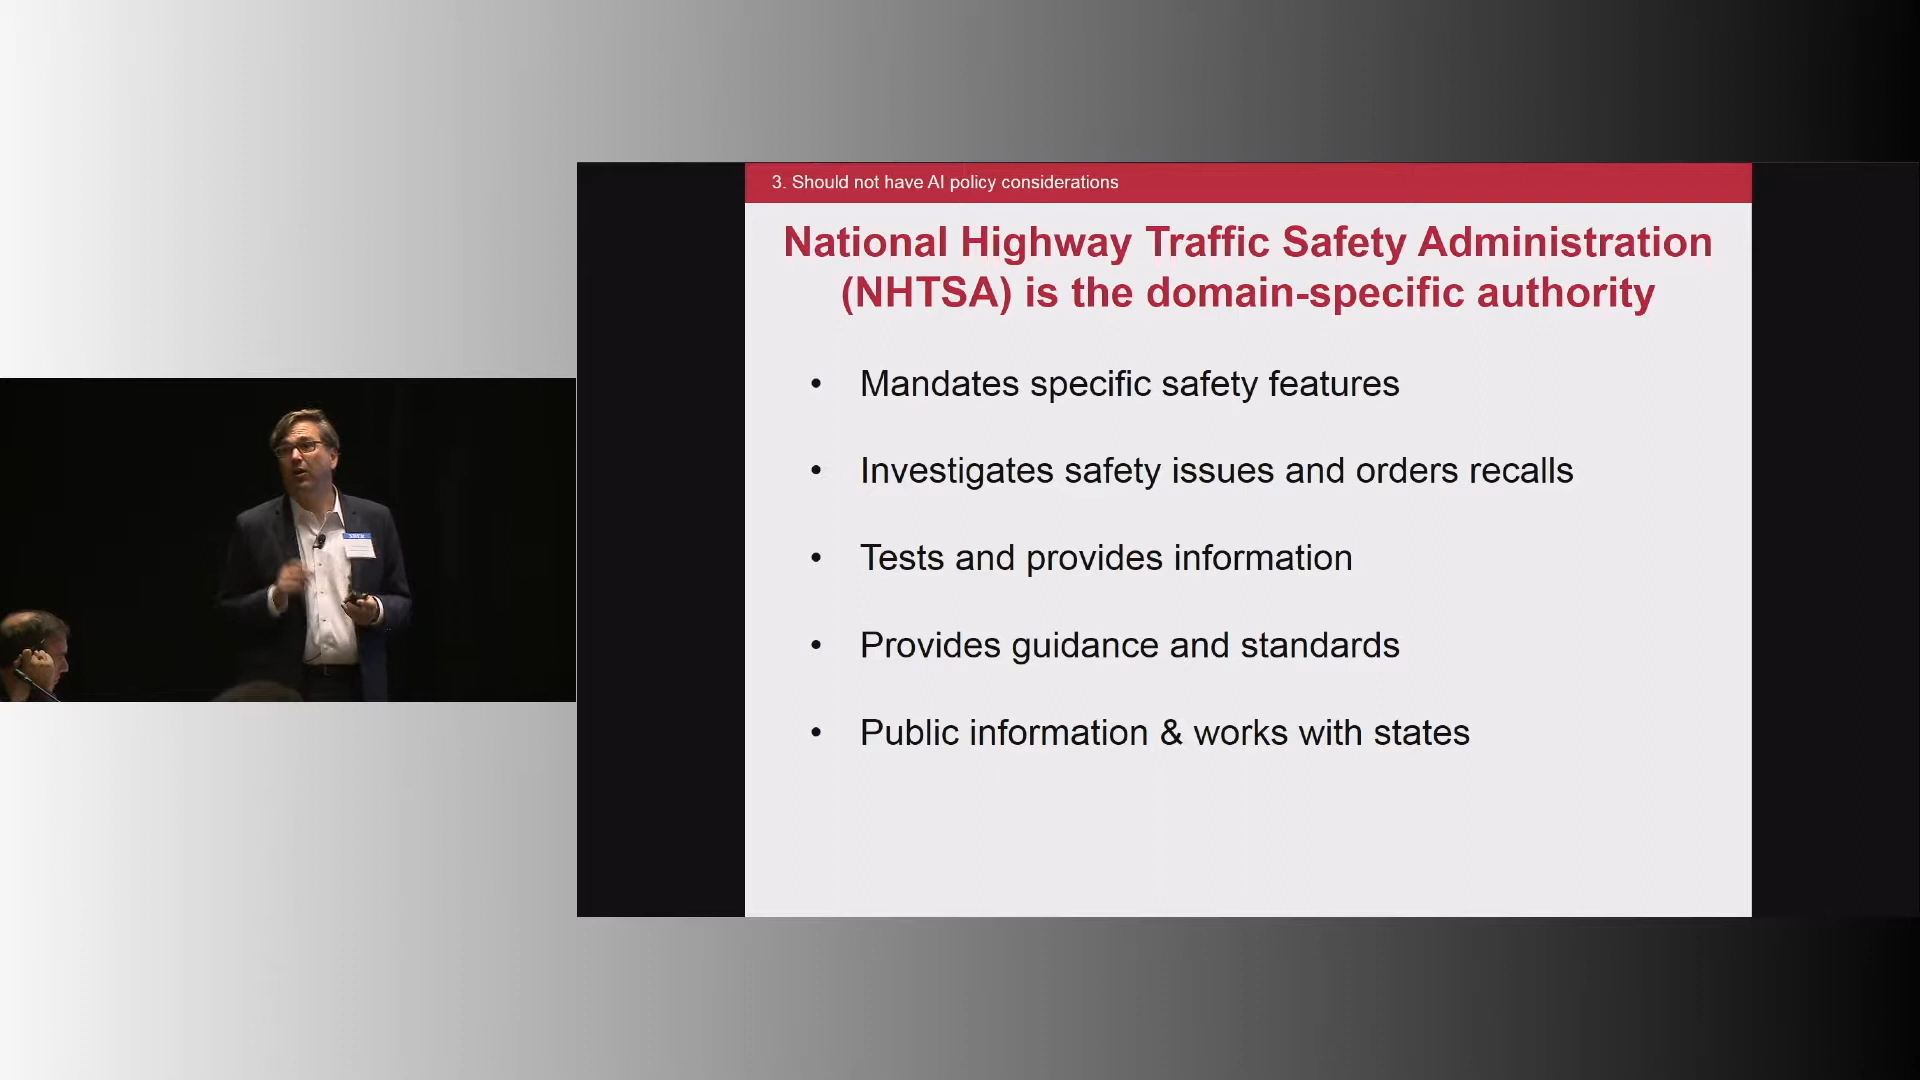 3. Should not have AI policy considerations
National Highway Traffic Safety Administration
(NHTSA) is the domain-specific authority
• Mandates specific safety features
• Investigates safety issues and orders recalls
• Tests and provides information
• Provides guidance and standards
• Public information & works with states